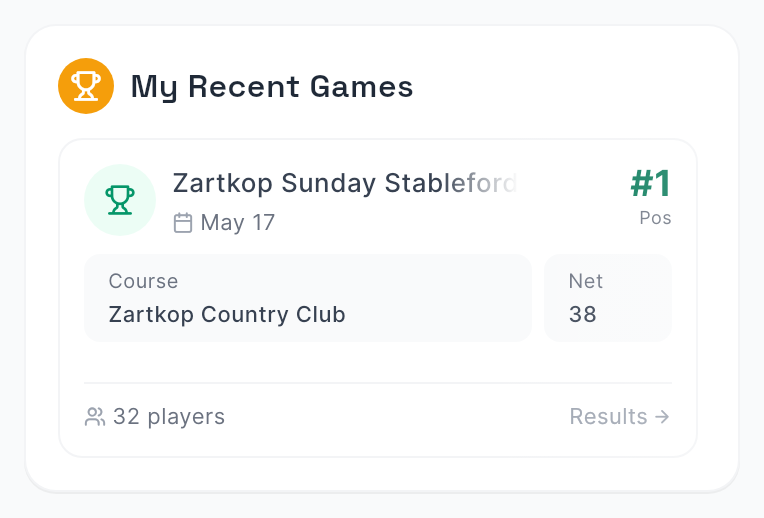 My Recent Games
Zartkop Sunday Stableford
#1
May 17
Pos
Course
Net
Zartkop Country Club
38
32 players
Results →